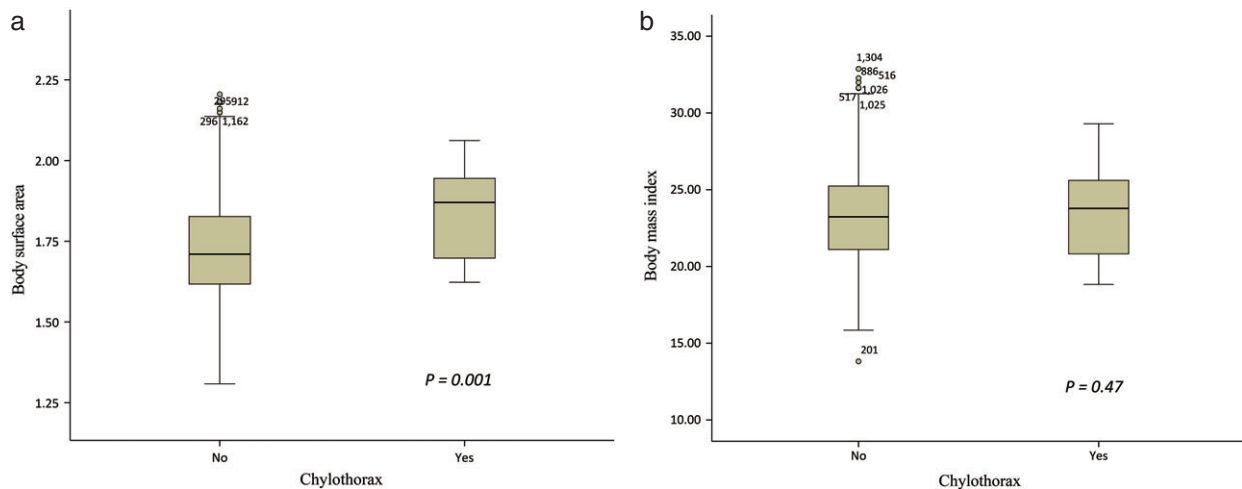 a
2.25
2.00
1.75
1.50
1.25
Body surface area
295912
296 1,162
P = 0.001
No
Yes
Chylothorax
b
35.00
30.00
25.00
20.00
15.00
10.00
Body mass index
1,304
886 516
1,026
517
1,025
201
P = 0.47
No
Yes
Chylothorax